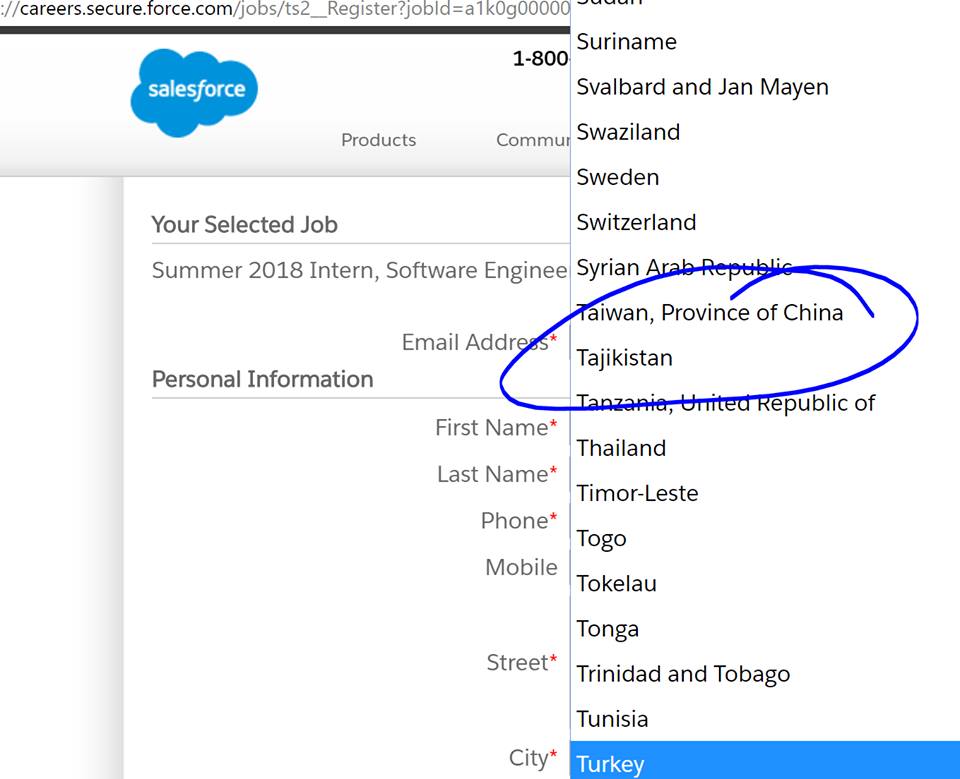 ://careers.secure.force.com/jobs/ts2__Register?jobId=a1k0g00000
salesforce
1-800-
Products
Commun
Your Selected Job
Summer 2018 Intern, Software Enginee
Email Address*
Personal Information
First Name*
Last Name*
Phone*
Mobile
Street*
City*
Sudan
Suriname
Svalbard and Jan Mayen
Swaziland
Sweden
Switzerland
Syrian Arab Republic
Taiwan, Province of China
Tajikistan
Tanzania, United Republic of
Thailand
Timor-Leste
Togo
Tokelau
Tonga
Trinidad and Tobago
Tunisia
Turkey